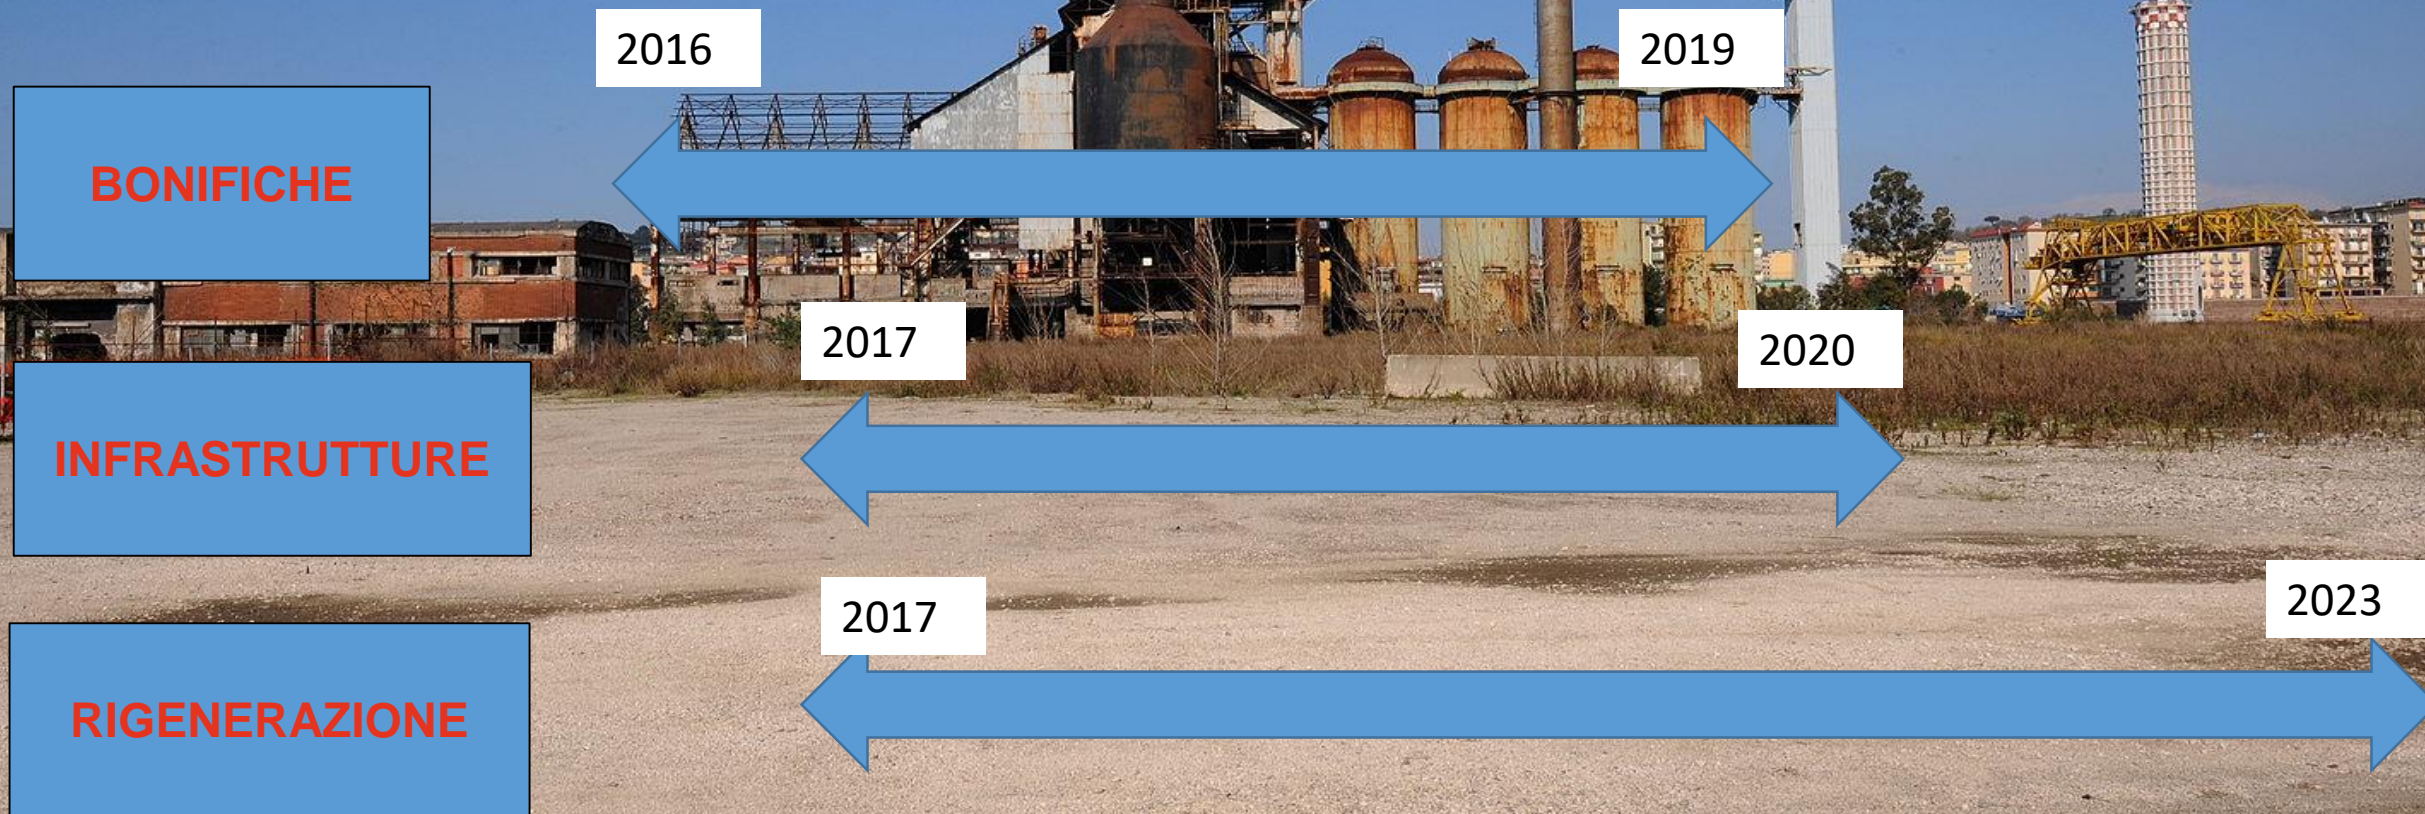 2016
2019
BONIFICHE
2017
2020
INFRASTRUTTURE
2017
2023
RIGENERAZIONE